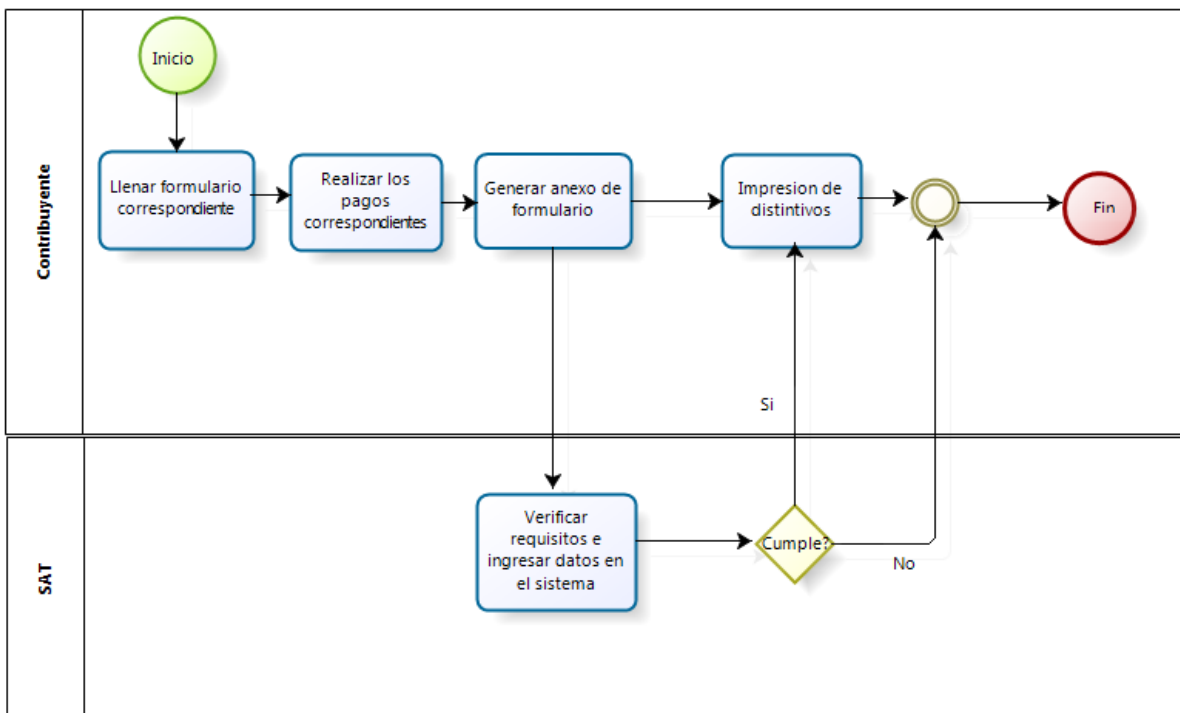 Contribuyente
Inicio
Llenar formulario
correspondiente
Realizar los
pagos
correspondientes
Generar anexo de
formulario
Impresion de
distintivos
Fin
Si
SAT
Verificar
requisitos e
ingresar datos en
el sistema
Cumple?
No